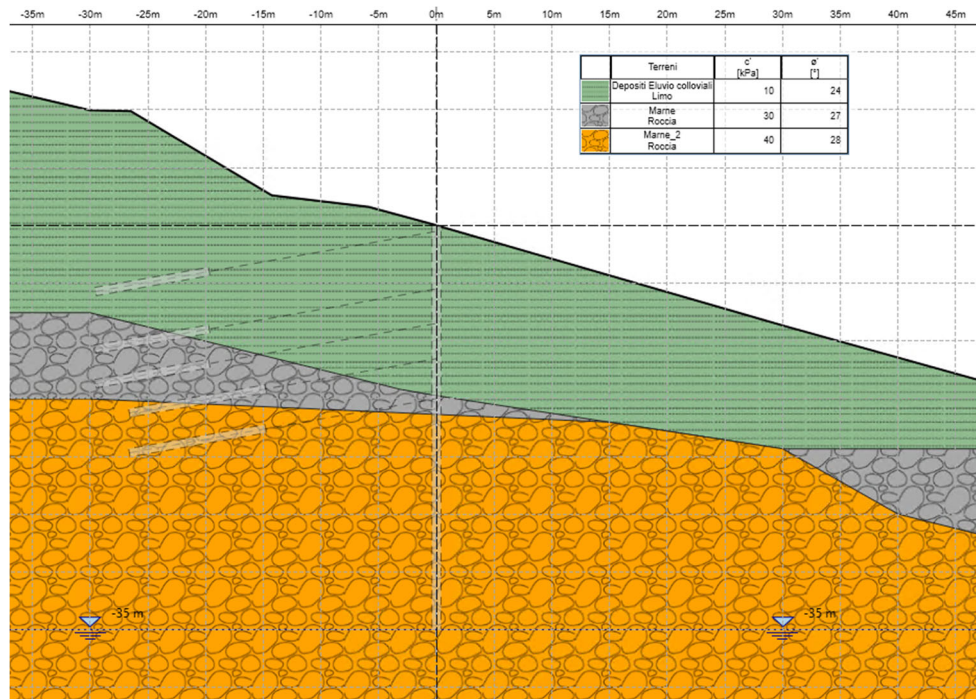 -35m -30m -25m -20m -15m -10m -5m 0m 5m 10m 15m 20m 25m 30m 35m 40m 45m
Terreni c' ø'
[kPa] [°]
Depositi Eluvio colloviali
Limo 10 24
Marne
Roccia 30 27
Marne_2
Roccia 40 28
-35 m -35 m